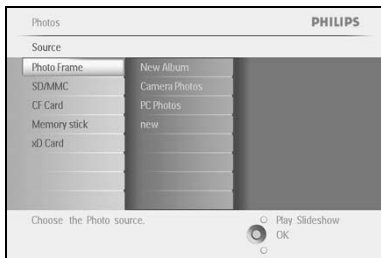 Photos PHILIPS
Source
Photo Frame New Album
SD/MMC Camera Photos
CF Card PC Photos
Memory stick new
xD Card
Choose the Photo source. Play Slideshow
OK